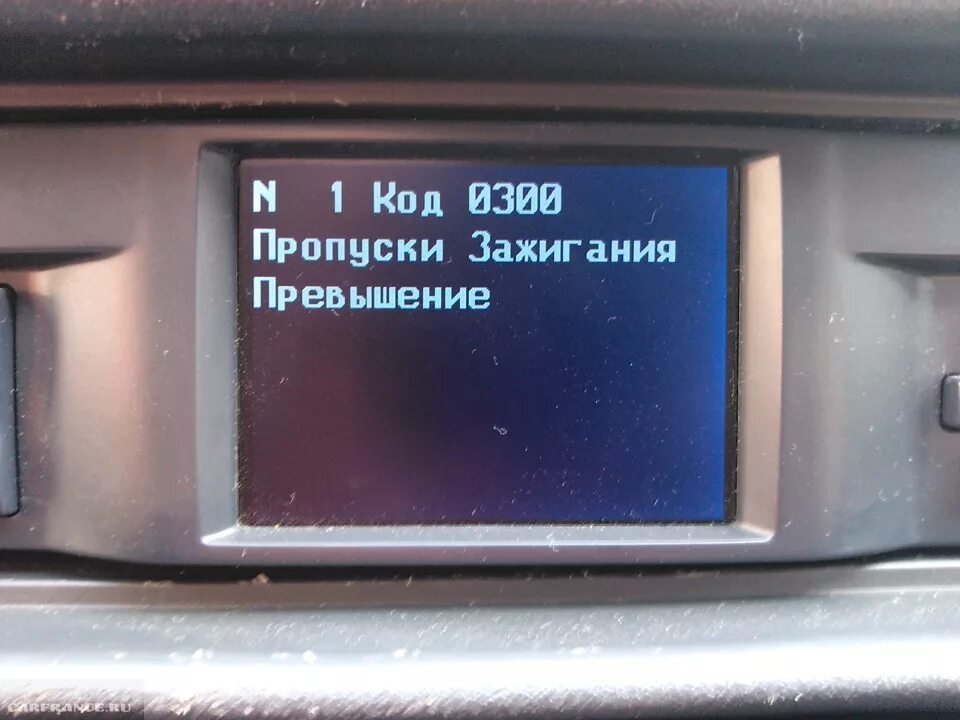 N 1 Код 0300
Пропуски Зажигания
Превышение
CARFRANCE.RU